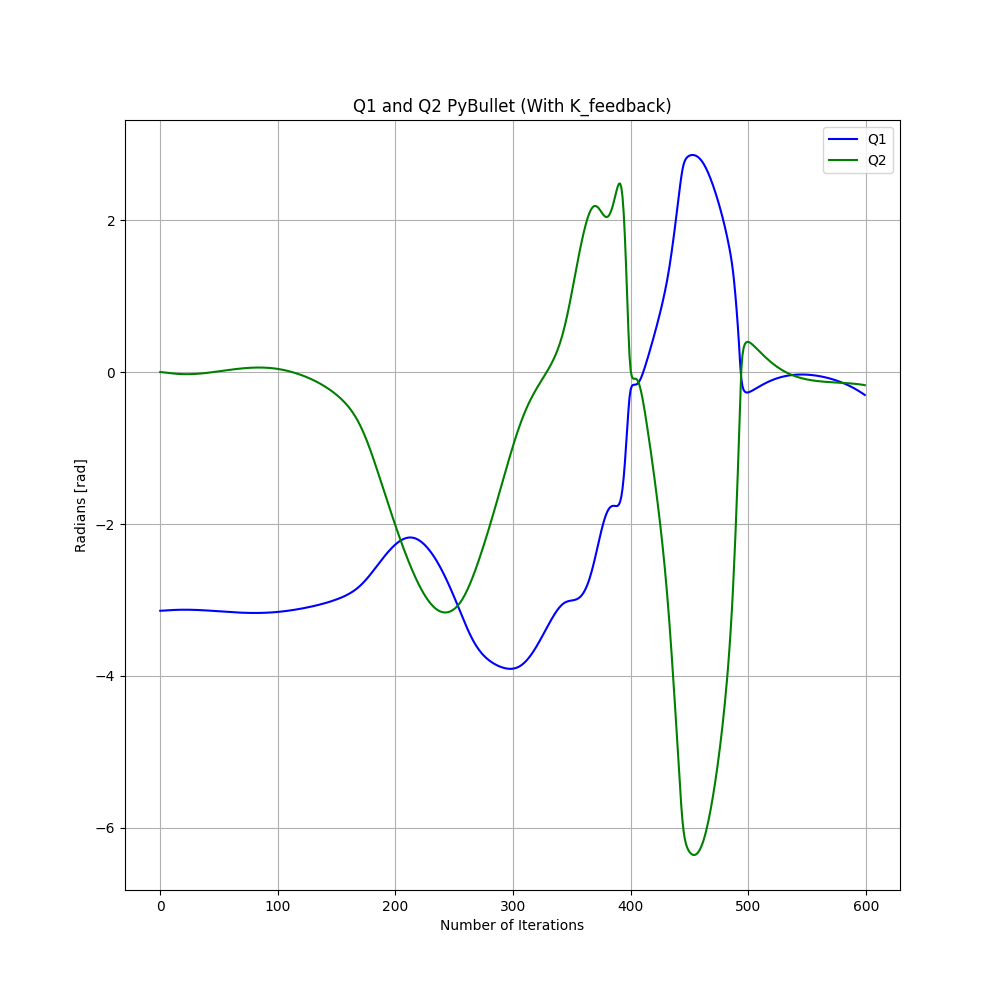 Q1 and Q2 PyBullet (With K_feedback)
Q1
Q2
Radians [rad]
2
0
−2
−4
−6
0 100 200 300 400 500 600
Number of Iterations